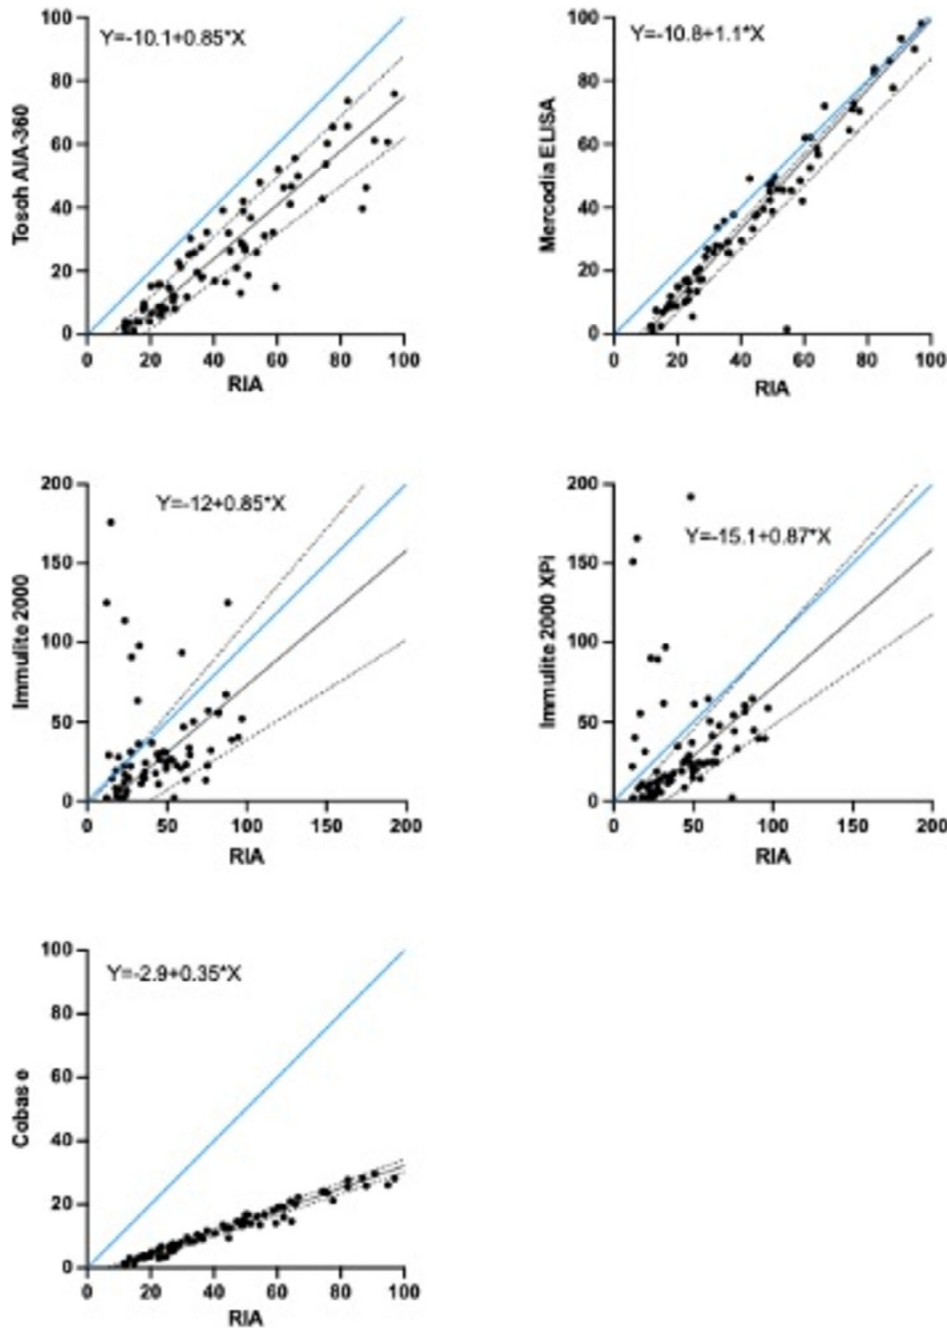 100
80
60
40
20
0
Tosoh AIA-360
Y=-10.1+0.85*X
0 20 40 60 80 100
RIA
100
80
60
40
20
0
Mercodia ELISA
Y=-10.8+1.1*X
0 20 40 60 80 100
RIA
200
150
100
50
0
Immulite 2000
Y=-12+0.85*X
0 50 100 150 200
RIA
200
150
100
50
0
Immulite 2000 XPi
Y=-15.1+0.87*X
0 50 100 150 200
RIA
100
80
60
40
20
0
Cobas e
Y=-2.9+0.35*X
0 20 40 60 80 100
RIA